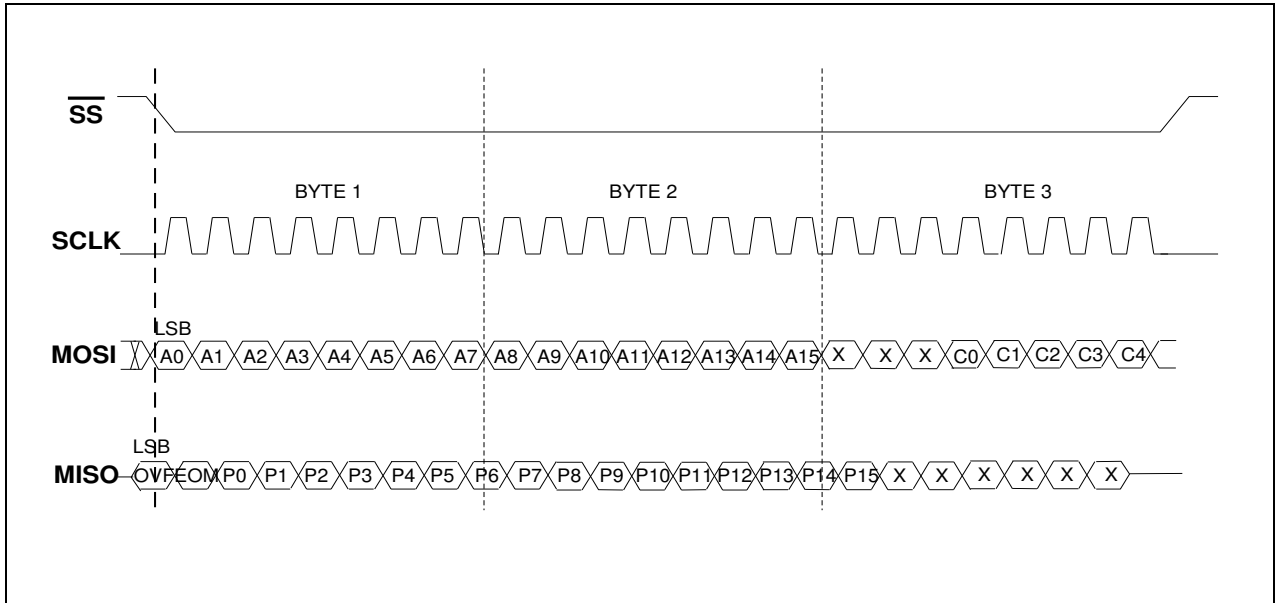 SS
BYTE 1 BYTE 2 BYTE 3
SCLK
LSB
MOSI A0 A1 A2 A3 A4 A5 A6 A7 A8 A9 A10 A11 A12 A13 A14 A15 X X X C0 C1 C2 C3 C4
LSB
MISO OVF EOM P0 P1 P2 P3 P4 P5 P6 P7 P8 P9 P10 P11 P12 P13 P14 P15 X X X X X X